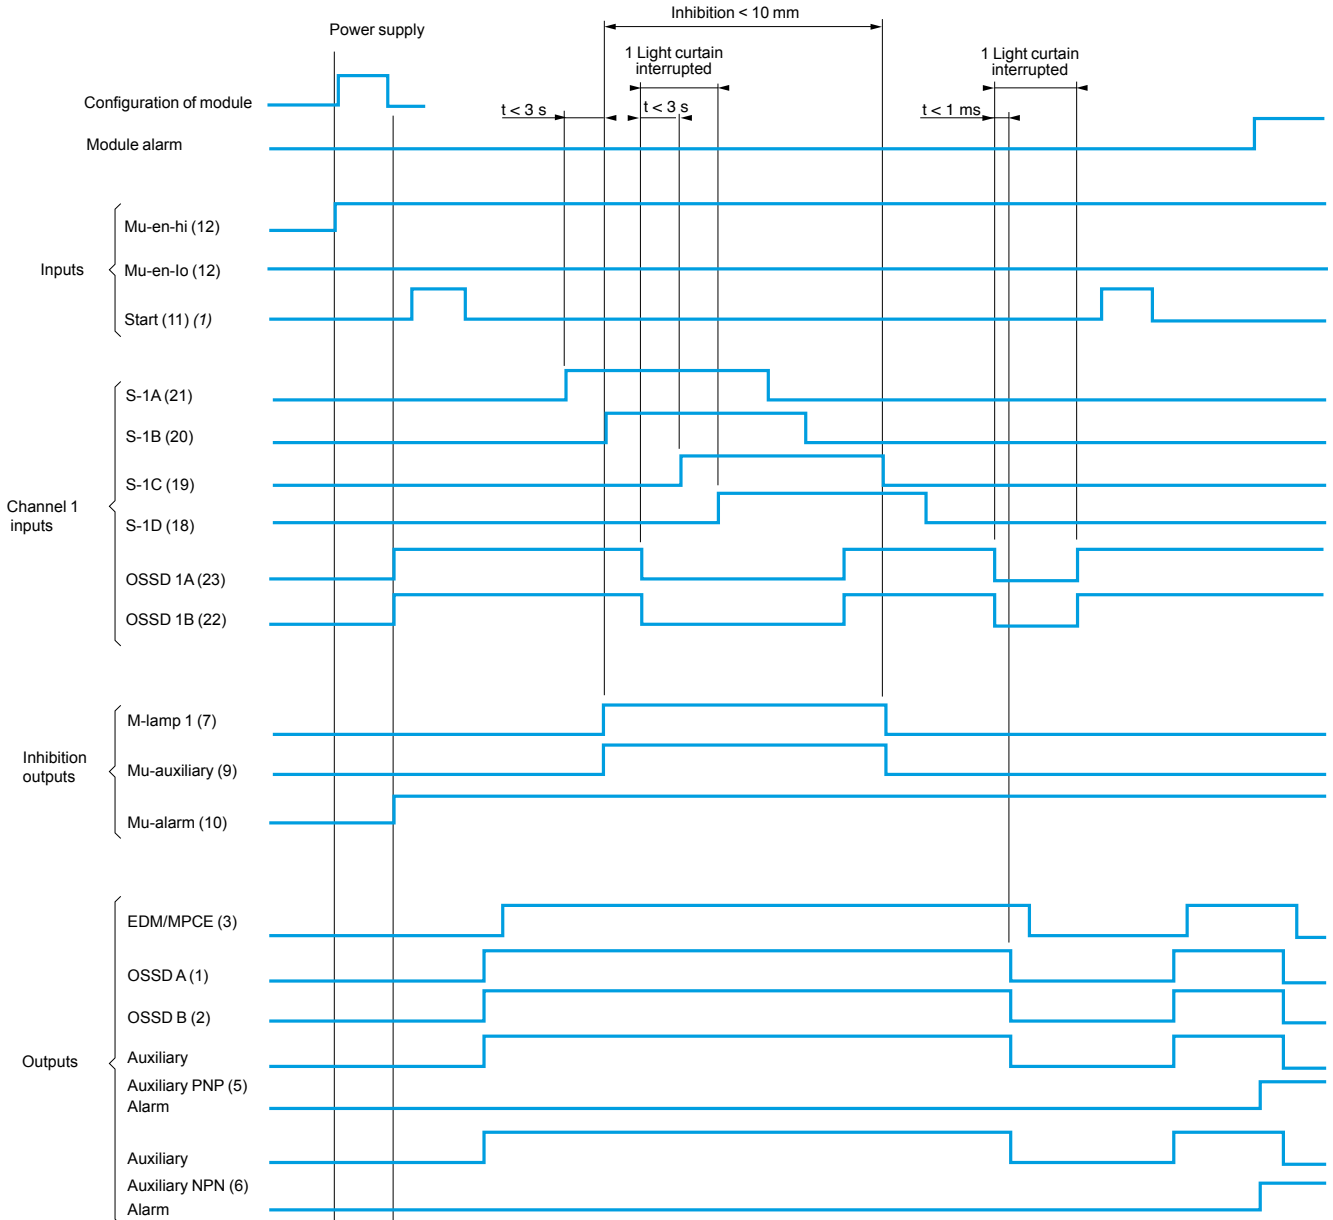 Inhibition < 10 mm
Power supply
1 Light curtain
interrupted
1 Light curtain
interrupted
Configuration of module
t < 3 s
t < 3 s
t < 1 ms
Module alarm
Inputs
Mu-en-hi (12)
Mu-en-lo (12)
Start (11) (1)
Channel 1
inputs
S-1A (21)
S-1B (20)
S-1C (19)
S-1D (18)
OSSD 1A (23)
OSSD 1B (22)
Inhibition
outputs
M-lamp 1 (7)
Mu-auxiliary (9)
Mu-alarm (10)
Outputs
EDM/MPCE (3)
OSSD A (1)
OSSD B (2)
Auxiliary
Auxiliary PNP (5)
Alarm
Auxiliary
Auxiliary NPN (6)
Alarm